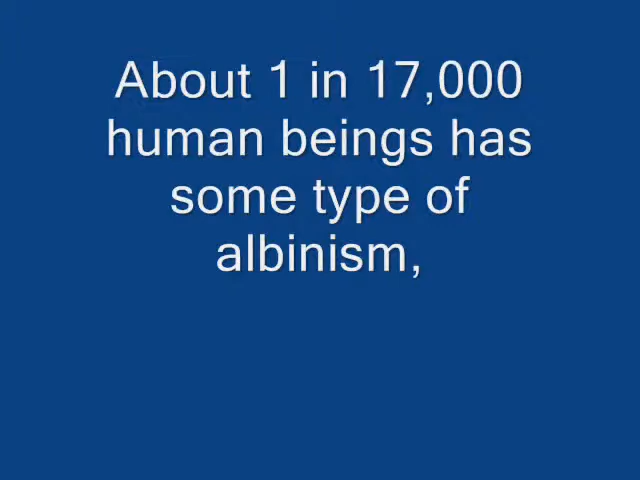 About 1 in 17,000
human beings has
some type of
albinism,